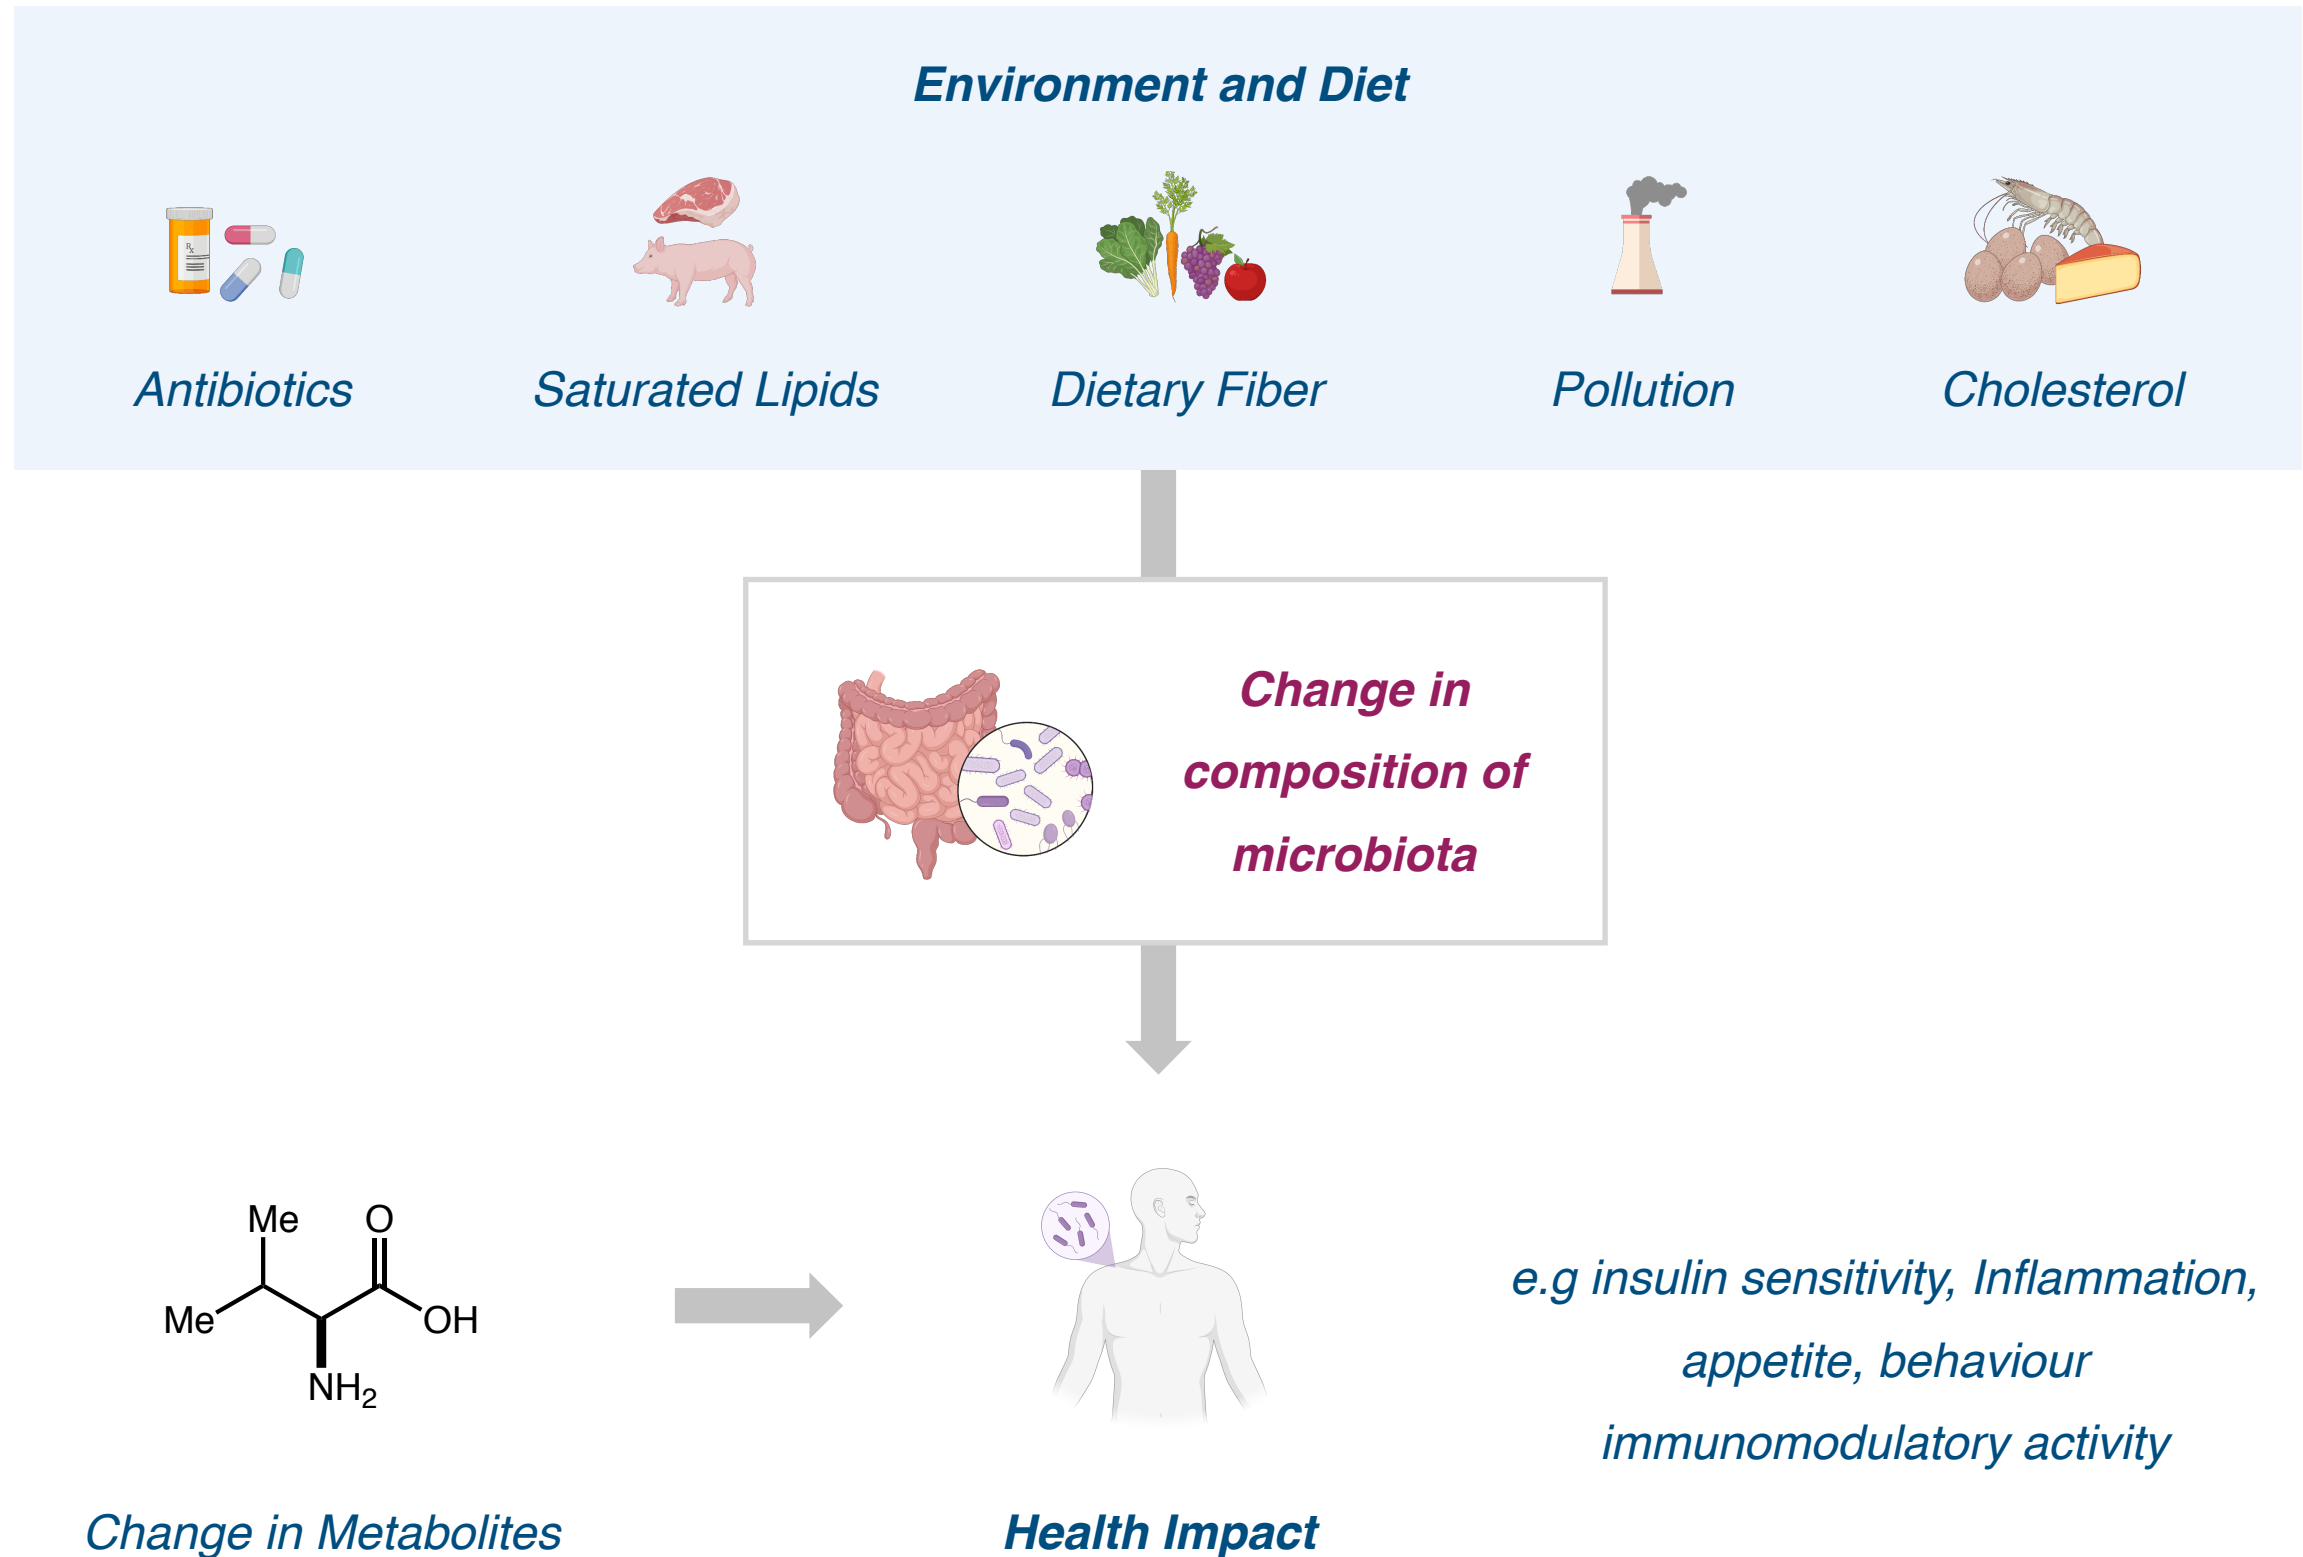 Environment and Diet
Antibiotics
Saturated Lipids
Dietary Fiber
Pollution
Cholesterol
Change in
composition of
microbiota
Me
O
Me
OH
NH₂
e.g insulin sensitivity, Inflammation,
appetite, behaviour
immunomodulatory activity
Change in Metabolites
Health Impact